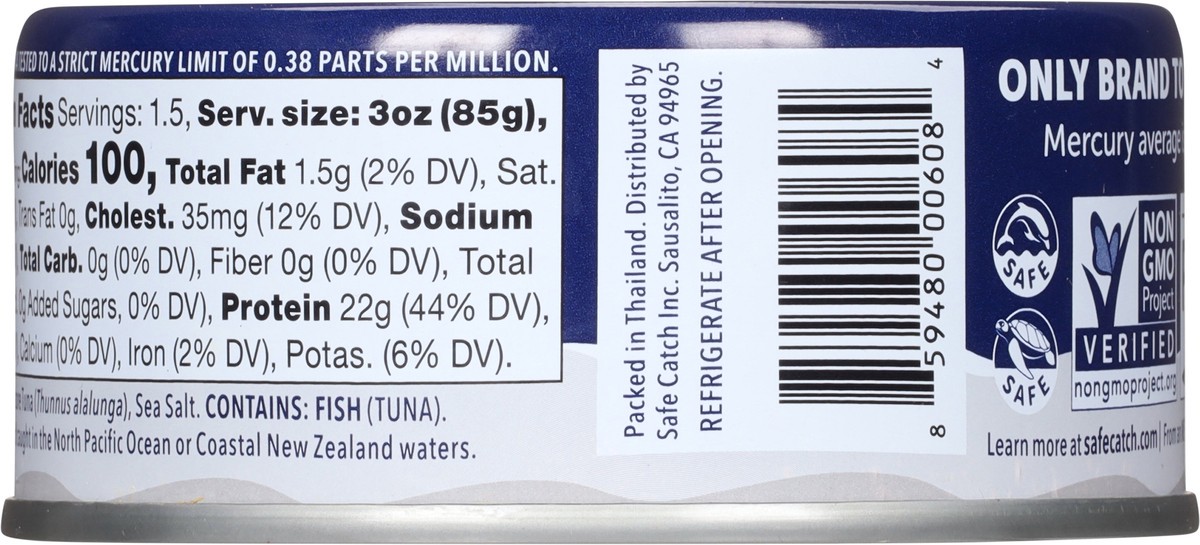 TESTED TO A STRICT MERCURY LIMIT OF 0.38 PARTS PER MILLION.
Facts Servings: 1.5, Serv. size: 3oz (85g),
Calories 100, Total Fat 1.5g (2% DV), Sat.
Trans Fat 0g, Cholest. 35mg (12% DV), Sodium
Total Carb. 0g (0% DV), Fiber 0g (0% DV), Total
0g Added Sugars, 0% DV), Protein 22g (44% DV),
Calcium (0% DV), Iron (2% DV), Potas. (6% DV).
Tuna (Thunnus alalunga), Sea Salt. CONTAINS: FISH (TUNA).
in the North Pacific Ocean or Coastal New Zealand waters.
Packed in Thailand. Distributed by
Safe Catch Inc. Sausalito, CA 94965
REFRIGERATE AFTER OPENING.
8 59480 00608 4
ONLY BRAND
Mercury average
SAFE
SAFE
NON
GMO
Project
VERIFIED
nongmoproject.org
Learn more at safecatch.com | From